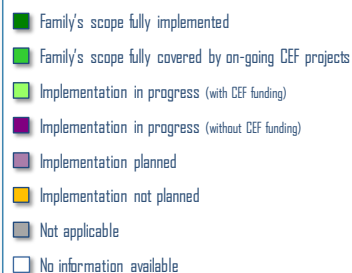 Family's scope fully implemented
Family's scope fully covered by on-going CEF projects
Implementation in progress (with CEF funding)
Implementation in progress (without CEF funding)
Implementation planned
Implementation not planned
Not applicable
No information available